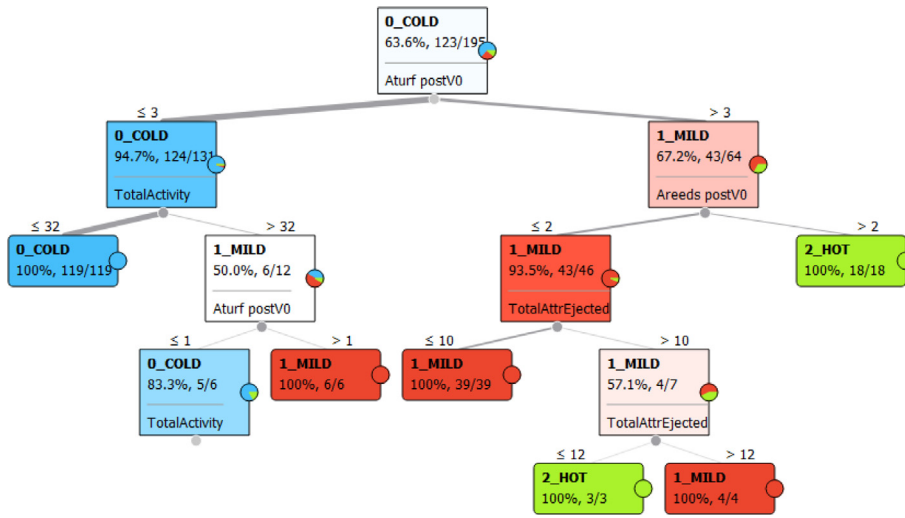 0_COLD
63.6%, 123/195
Aturf postV0
≤ 3
> 3
0_COLD
94.7%, 124/131
TotalActivity
1_MILD
67.2%, 43/64
Areeds postV0
≤ 32
> 32
≤ 2
> 2
0_COLD
100%, 119/119
1_MILD
50.0%, 6/12
Aturf postV0
1_MILD
93.5%, 43/46
TotalAttrEjected
2_HOT
100%, 18/18
≤ 1
> 1
≤ 10
> 10
0_COLD
83.3%, 5/6
TotalActivity
1_MILD
100%, 6/6
1_MILD
100%, 39/39
1_MILD
57.1%, 4/7
TotalAttrEjected
≤ 12
> 12
2_HOT
100%, 3/3
1_MILD
100%, 4/4